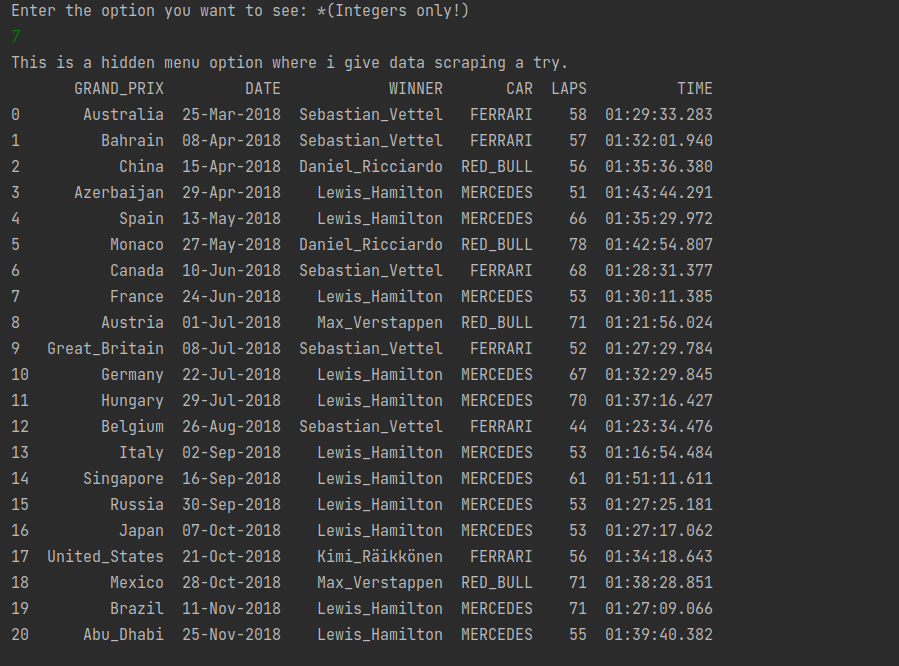 Enter the option you want to see: *(Integers only!)
7
This is a hidden menu option where i give data scraping a try.
GRAND_PRIX DATE WINNER CAR LAPS TIME
0 Australia 25-Mar-2018 Sebastian_Vettel FERRARI 58 01:29:33.283
1 Bahrain 08-Apr-2018 Sebastian_Vettel FERRARI 57 01:32:01.940
2 China 15-Apr-2018 Daniel_Ricciardo RED_BULL 56 01:35:36.380
3 Azerbaijan 29-Apr-2018 Lewis_Hamilton MERCEDES 51 01:43:44.291
4 Spain 13-May-2018 Lewis_Hamilton MERCEDES 66 01:35:29.972
5 Monaco 27-May-2018 Daniel_Ricciardo RED_BULL 78 01:42:54.807
6 Canada 10-Jun-2018 Sebastian_Vettel FERRARI 68 01:28:31.377
7 France 24-Jun-2018 Lewis_Hamilton MERCEDES 53 01:30:11.385
8 Austria 01-Jul-2018 Max_Verstappen RED_BULL 71 01:21:56.024
9 Great_Britain 08-Jul-2018 Sebastian_Vettel FERRARI 52 01:27:29.784
10 Germany 22-Jul-2018 Lewis_Hamilton MERCEDES 67 01:32:29.845
11 Hungary 29-Jul-2018 Lewis_Hamilton MERCEDES 70 01:37:16.427
12 Belgium 26-Aug-2018 Sebastian_Vettel FERRARI 44 01:23:34.476
13 Italy 02-Sep-2018 Lewis_Hamilton MERCEDES 53 01:16:54.484
14 Singapore 16-Sep-2018 Lewis_Hamilton MERCEDES 61 01:51:11.611
15 Russia 30-Sep-2018 Lewis_Hamilton MERCEDES 53 01:27:25.181
16 Japan 07-Oct-2018 Lewis_Hamilton MERCEDES 53 01:27:17.062
17 United_States 21-Oct-2018 Kimi_Räikkönen FERRARI 56 01:34:18.643
18 Mexico 28-Oct-2018 Max_Verstappen RED_BULL 71 01:38:28.851
19 Brazil 11-Nov-2018 Lewis_Hamilton MERCEDES 71 01:27:09.066
20 Abu_Dhabi 25-Nov-2018 Lewis_Hamilton MERCEDES 55 01:39:40.382